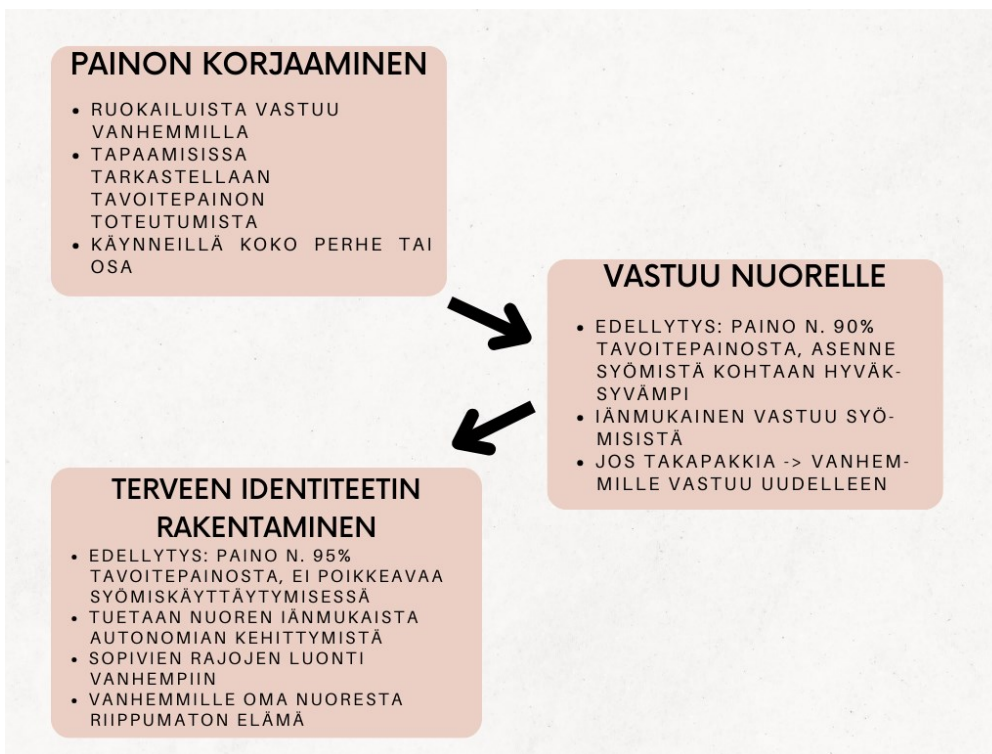 PAINON KORJAAMINEN
• RUOKAILUISTA VASTUU
VANHEMMILLA
• TAPAAMISISSA
TARKASTELLAAN
TAVOITEPAINON
TOTEUTUMISTA
• KÄYNNEILLÄ KOKO PERHE TAI
OSA
VASTUU NUORELLE
• EDELLYTYS: PAINO N. 90%
TAVOITEPAINOSTA, ASENNE
SYÖMISTÄ KOHTAAN HYVÄK-
SYVÄMPI
• IÄNMUKAINEN VASTUU SYÖ-
MISISTÄ
• JOS TAKAPAKKIA -> VANHEM-
MILLE VASTUU UUDELLEEN
TERVEEN IDENTITEETIN
RAKENTAMINEN
• EDELLYTYS: PAINO N. 95%
TAVOITEPAINOSTA, EI POIKKEAVAA
SYÖMISKÄYTTÄYTYMISESSÄ
• TUETAAN NUOREN IÄNMUKAISTA
AUTONOMIAN KEHITTYMISTÄ
• SOPIVIEN RAJOJEN LUONTI
VANHEMPIIN
• VANHEMMILLE OMA NUORESTA
RIIPPUMATON ELÄMÄ